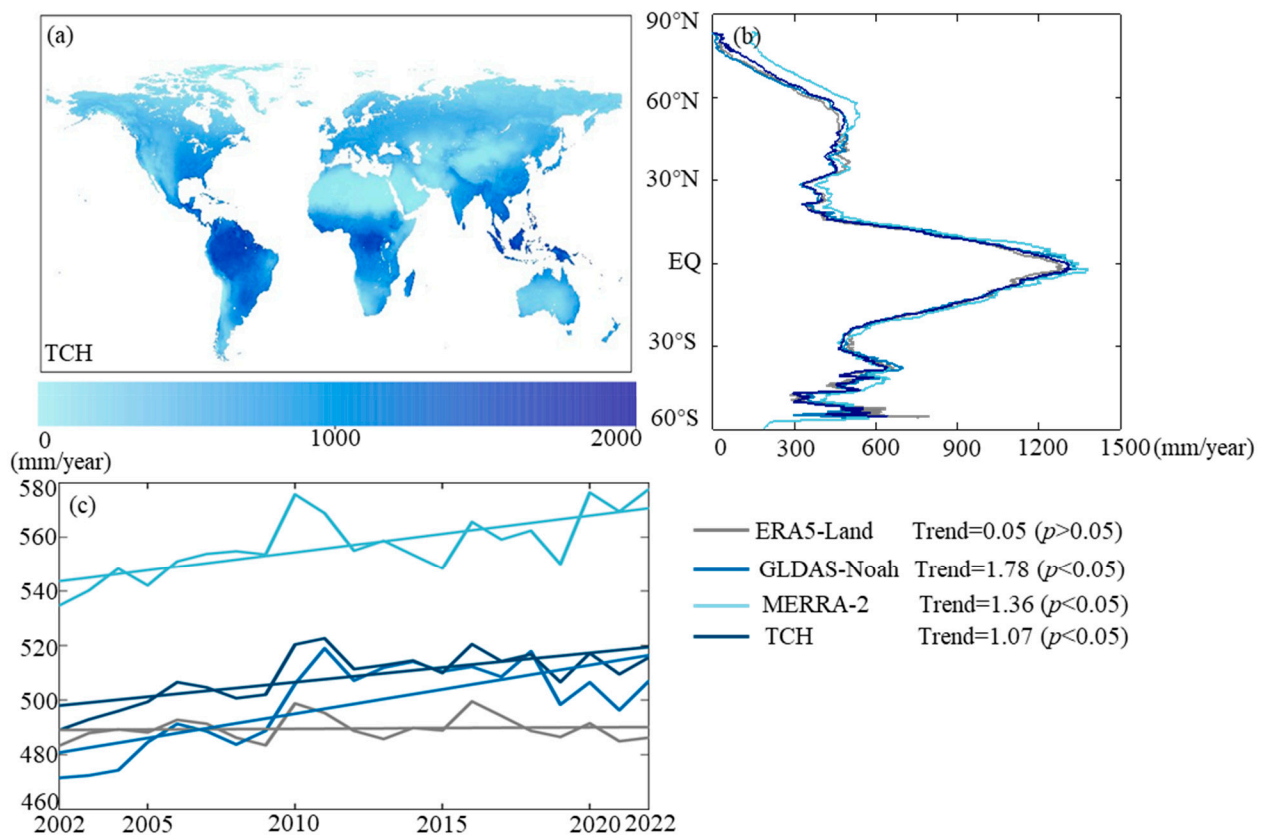 (a)
TCH
0 1000 2000
(mm/year)
(b)
90°N
60°N
30°N
EQ
30°S
60°S
0 300 600 900 1200 1500 (mm/year)
(c)
580
560
540
520
500
480
460
2002 2005 2010 2015 2020 2022
ERA5-Land Trend=0.05 (p>0.05)
GLDAS-Noah Trend=1.78 (p<0.05)
MERRA-2 Trend=1.36 (p<0.05)
TCH Trend=1.07 (p<0.05)